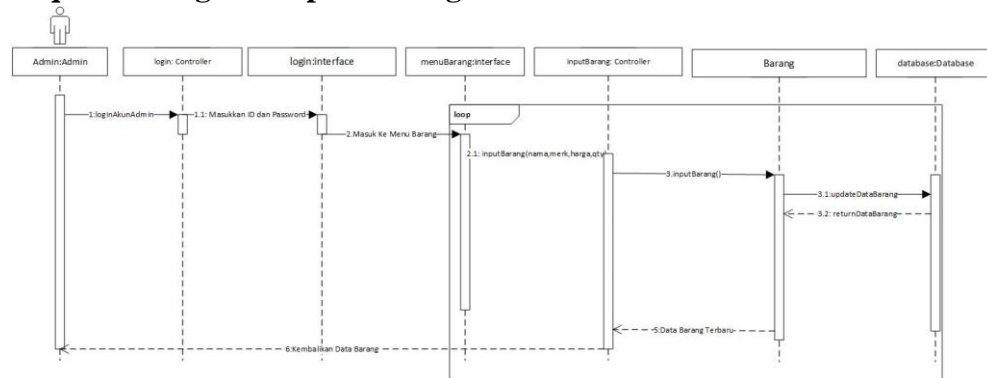 Admin:Admin
login: Controller
login:interface
menuBarang:interface
inputBarang: Controller
Barang
database:Database
loop
1:loginAkunAdmin
1.1: Masukkan ID dan Password
2.Masuk Ke Menu Barang
2.1: inputBarang(nama,merk,harga,qty)
3.inputBarang()
3.1:updateDataBarang
3.2: returnDataBarang
5:Data Barang Terbaru
6:Kembalikan Data Barang